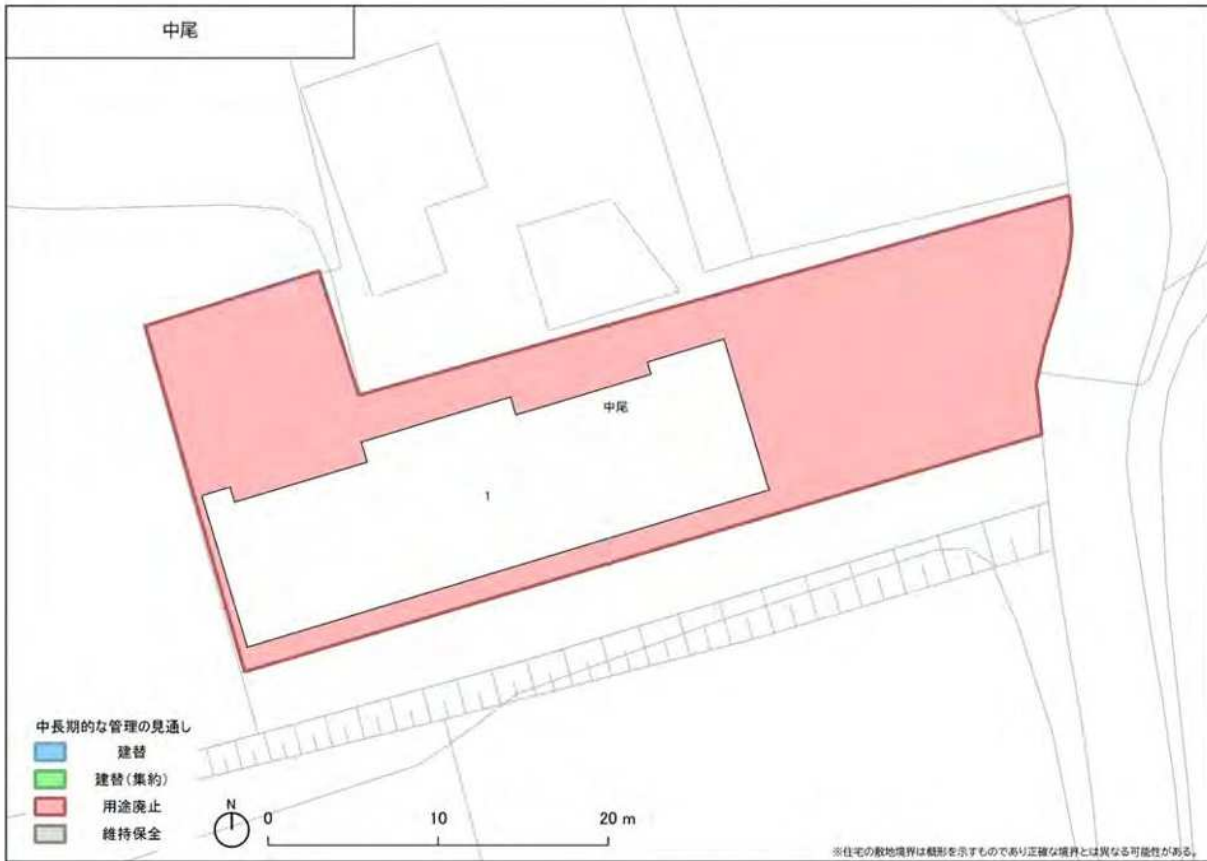 中尾
中尾
1
中長期的な管理の見通し
建替
建替(集約)
用途廃止
維持保全
N
0 10 20 m
※住宅の敷地境界は概形を示すものであり正確な境界とは異なる可能性がある。